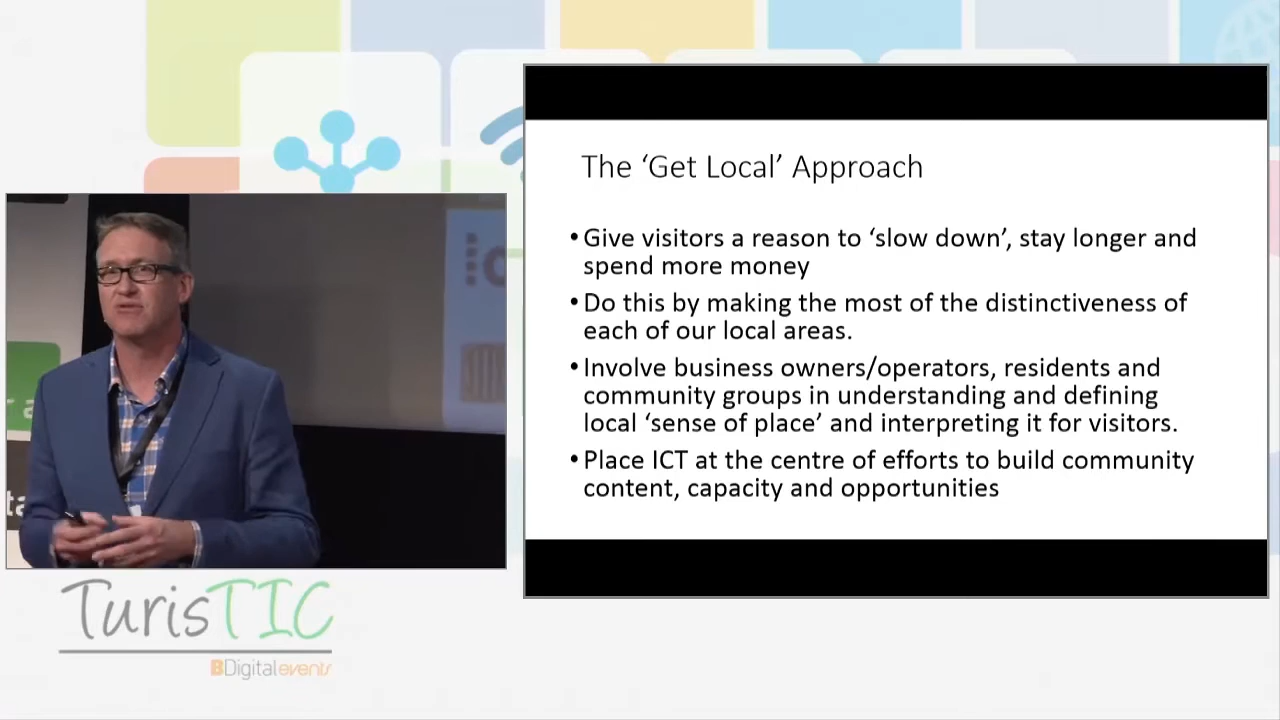 The ‘Get Local’ Approach
• Give visitors a reason to ‘slow down’, stay longer and
spend more money
• Do this by making the most of the distinctiveness of
each of our local areas.
• Involve business owners/operators, residents and
community groups in understanding and defining
local ‘sense of place’ and interpreting it for visitors.
• Place ICT at the centre of efforts to build community
content, capacity and opportunities
TurisTIC
BDigitalevents